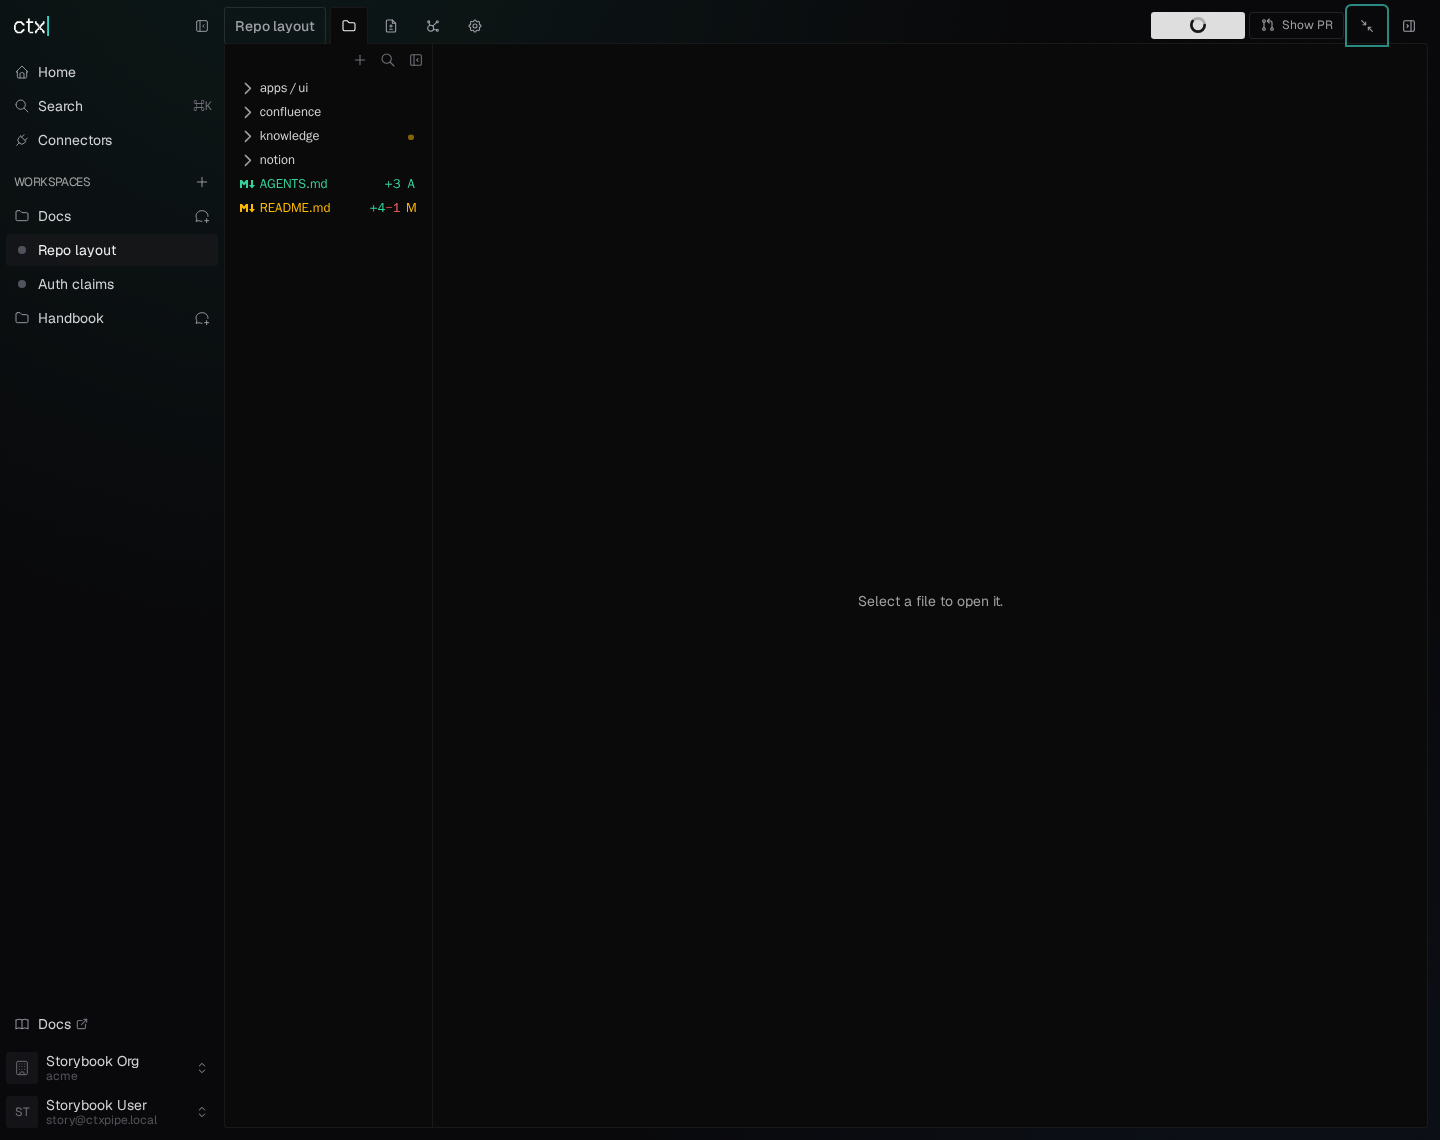 ctx
Home
Search ⌘K
Connectors
WORKSPACES
Docs
Repo layout
Auth claims
Handbook
Docs
Storybook Org
acme
ST
Storybook User
story@ctxpipe.local
Repo layout
Show PR
apps / ui
confluence
knowledge
notion
AGENTS.md +3 A
README.md +4−1 M
Select a file to open it.